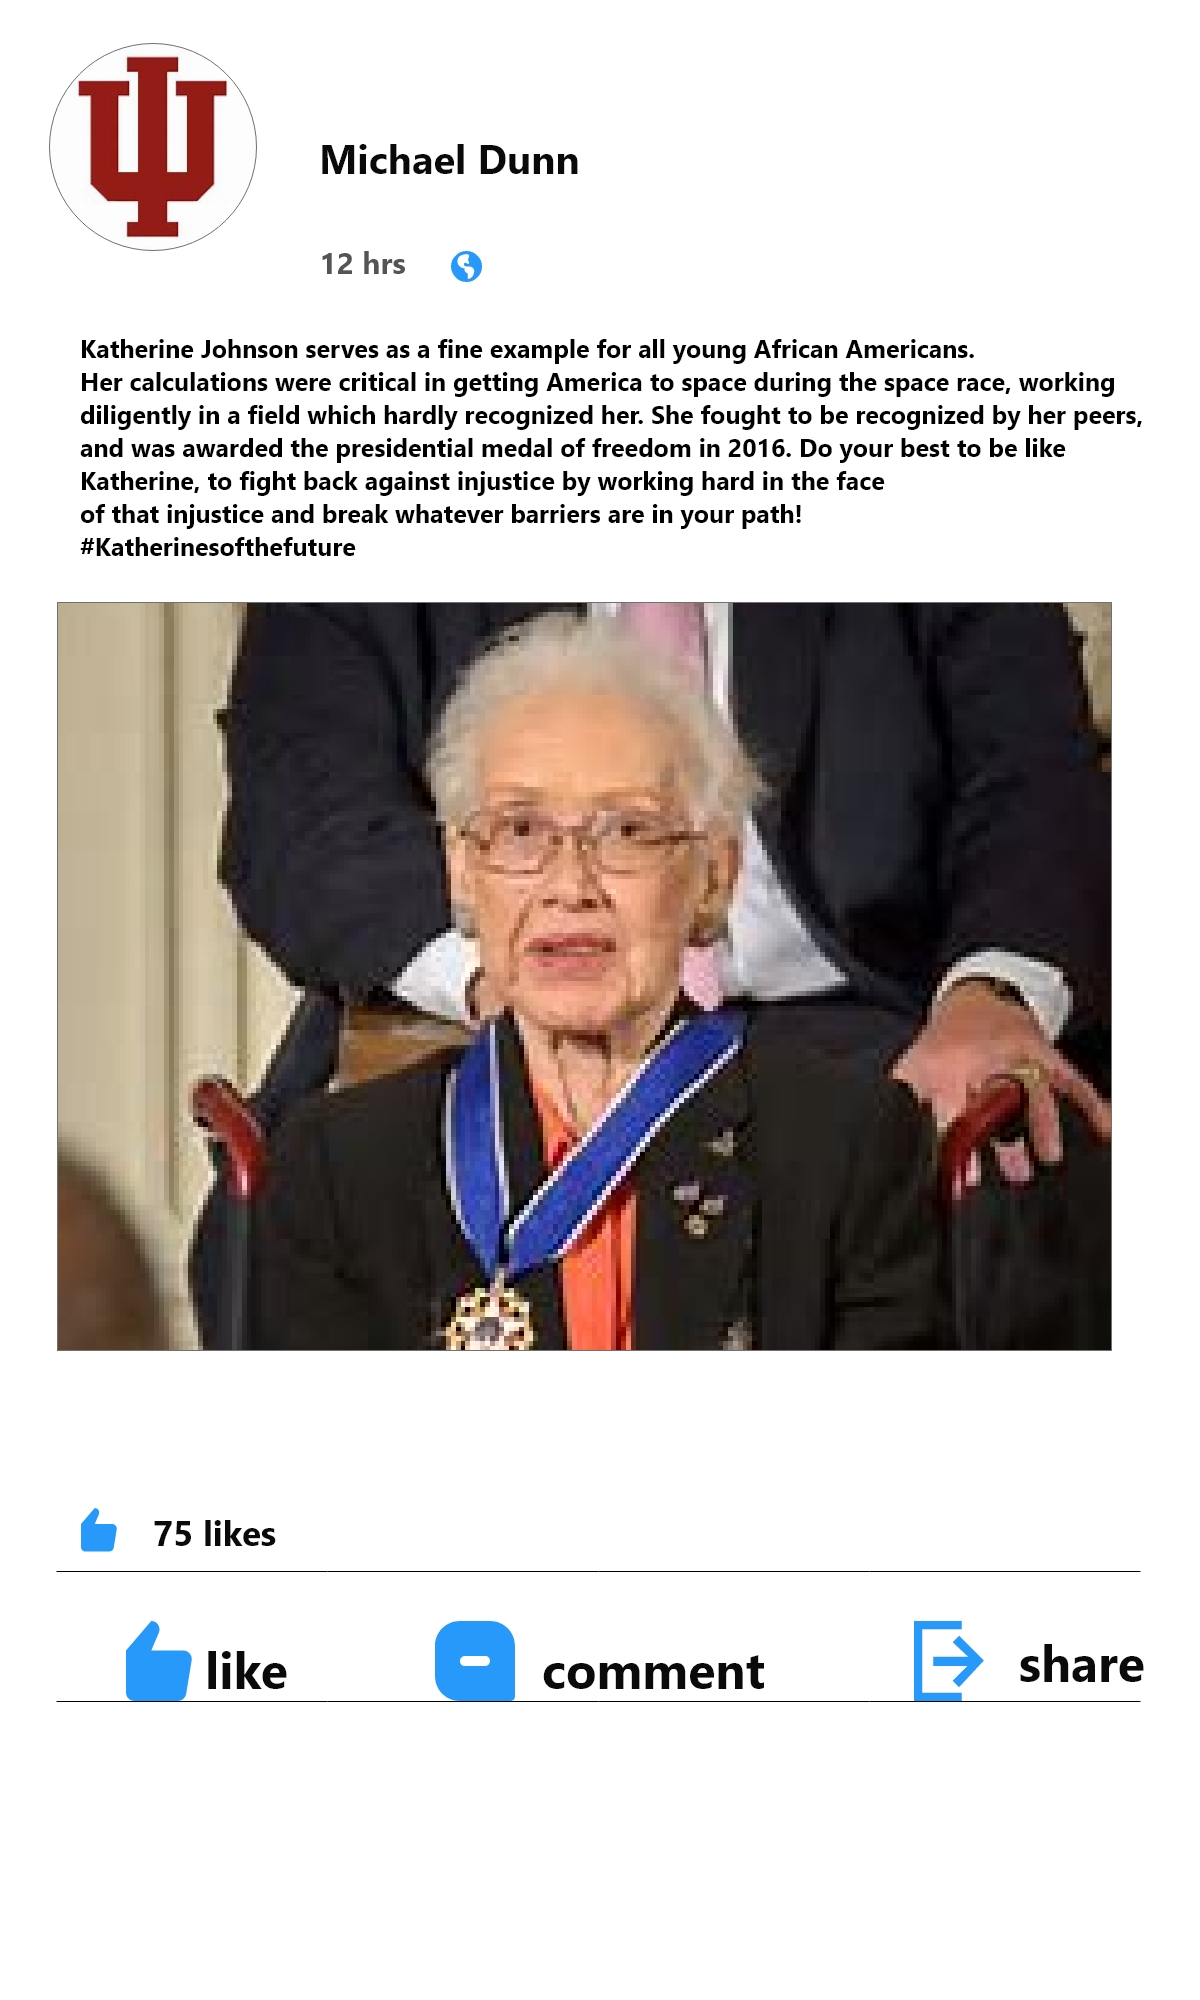 Michael Dunn
12 hrs
Katherine Johnson serves as a fine example for all young African Americans.
Her calculations were critical in getting America to space during the space race, working
diligently in a field which hardly recognized her. She fought to be recognized by her peers,
and was awarded the presidential medal of freedom in 2016. Do your best to be like
Katherine, to fight back against injustice by working hard in the face
of that injustice and break whatever barriers are in your path!
#Katherinesofthefuture
75 likes
like comment share